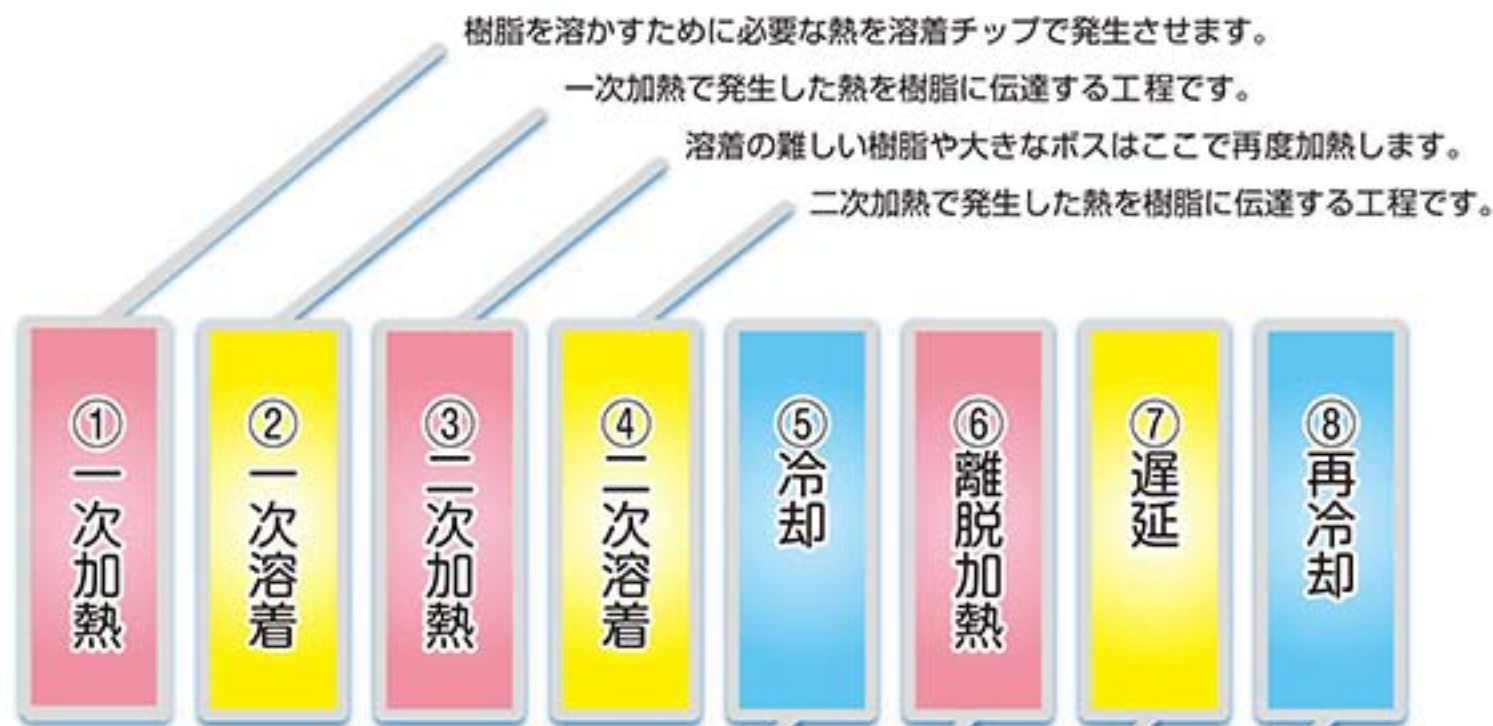 樹脂を溶かすために必要な熱を溶着チップで発生させます。
一次加熱で発生した熱を樹脂に伝達する工程です。
溶着の難しい樹脂や大きなボスはここで再度加熱します。
二次加熱で発生した熱を樹脂に伝達する工程です。
①一次加熱
②一次溶着
③二次加熱
④二次溶着
⑤冷却
⑥離脱加熱
⑦遅延
⑧再冷却